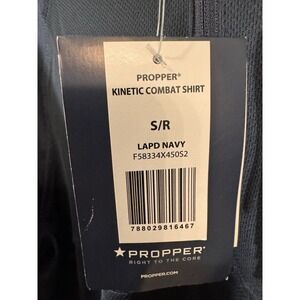 PROPPER®
KINETIC COMBAT SHIRT
S/R
LAPD NAVY
F58334X450S2
788029816467
★PROPPER®
RIGHT TO THE CORE
PROPPER.COM